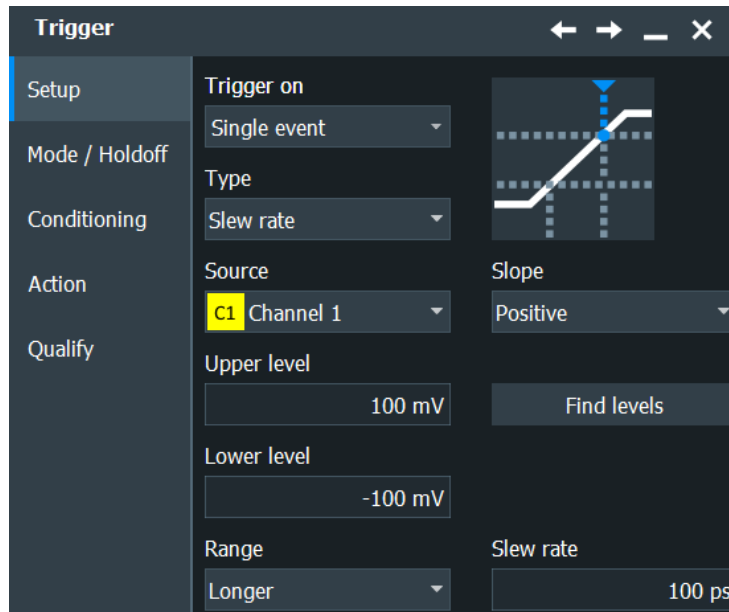 Trigger
Setup
Mode / Holdoff
Conditioning
Action
Qualify
Trigger on
Single event
Type
Slew rate
Source
C1 Channel 1
Slope
Positive
Upper level
100 mV
Find levels
Lower level
-100 mV
Range
Longer
Slew rate
100 ps